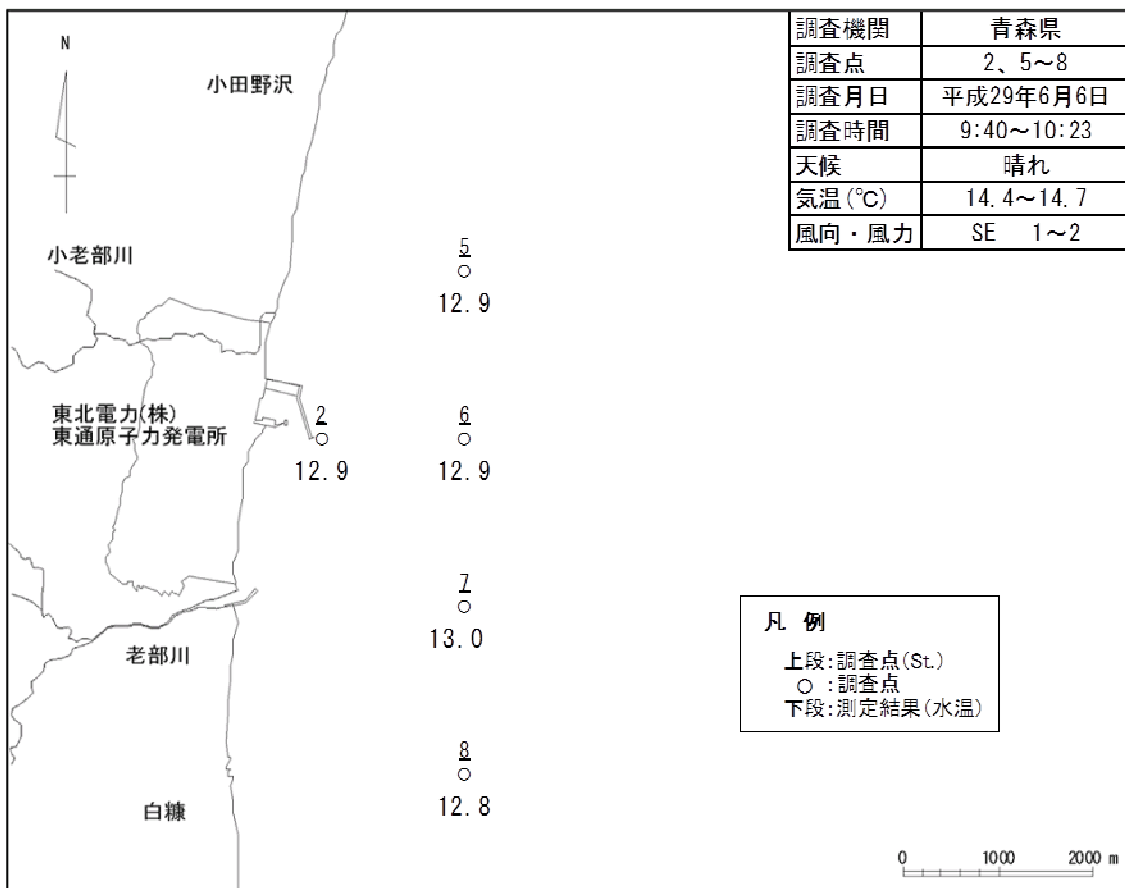 調査機関 青森県
調査点 2、5～8
調査月日 平成29年6月6日
調査時間 9:40～10:23
天候 晴れ
気温(℃) 14.4～14.7
風向・風力 SE 1～2
N
小田野沢
小老部川
5
12.9
東北電力(株)
東通原子力発電所
2
12.9
6
12.9
7
13.0
老部川
凡 例
上段:調査点(St.)
○ :調査点
下段:測定結果(水温)
8
12.8
白糠
0 1000 2000 m